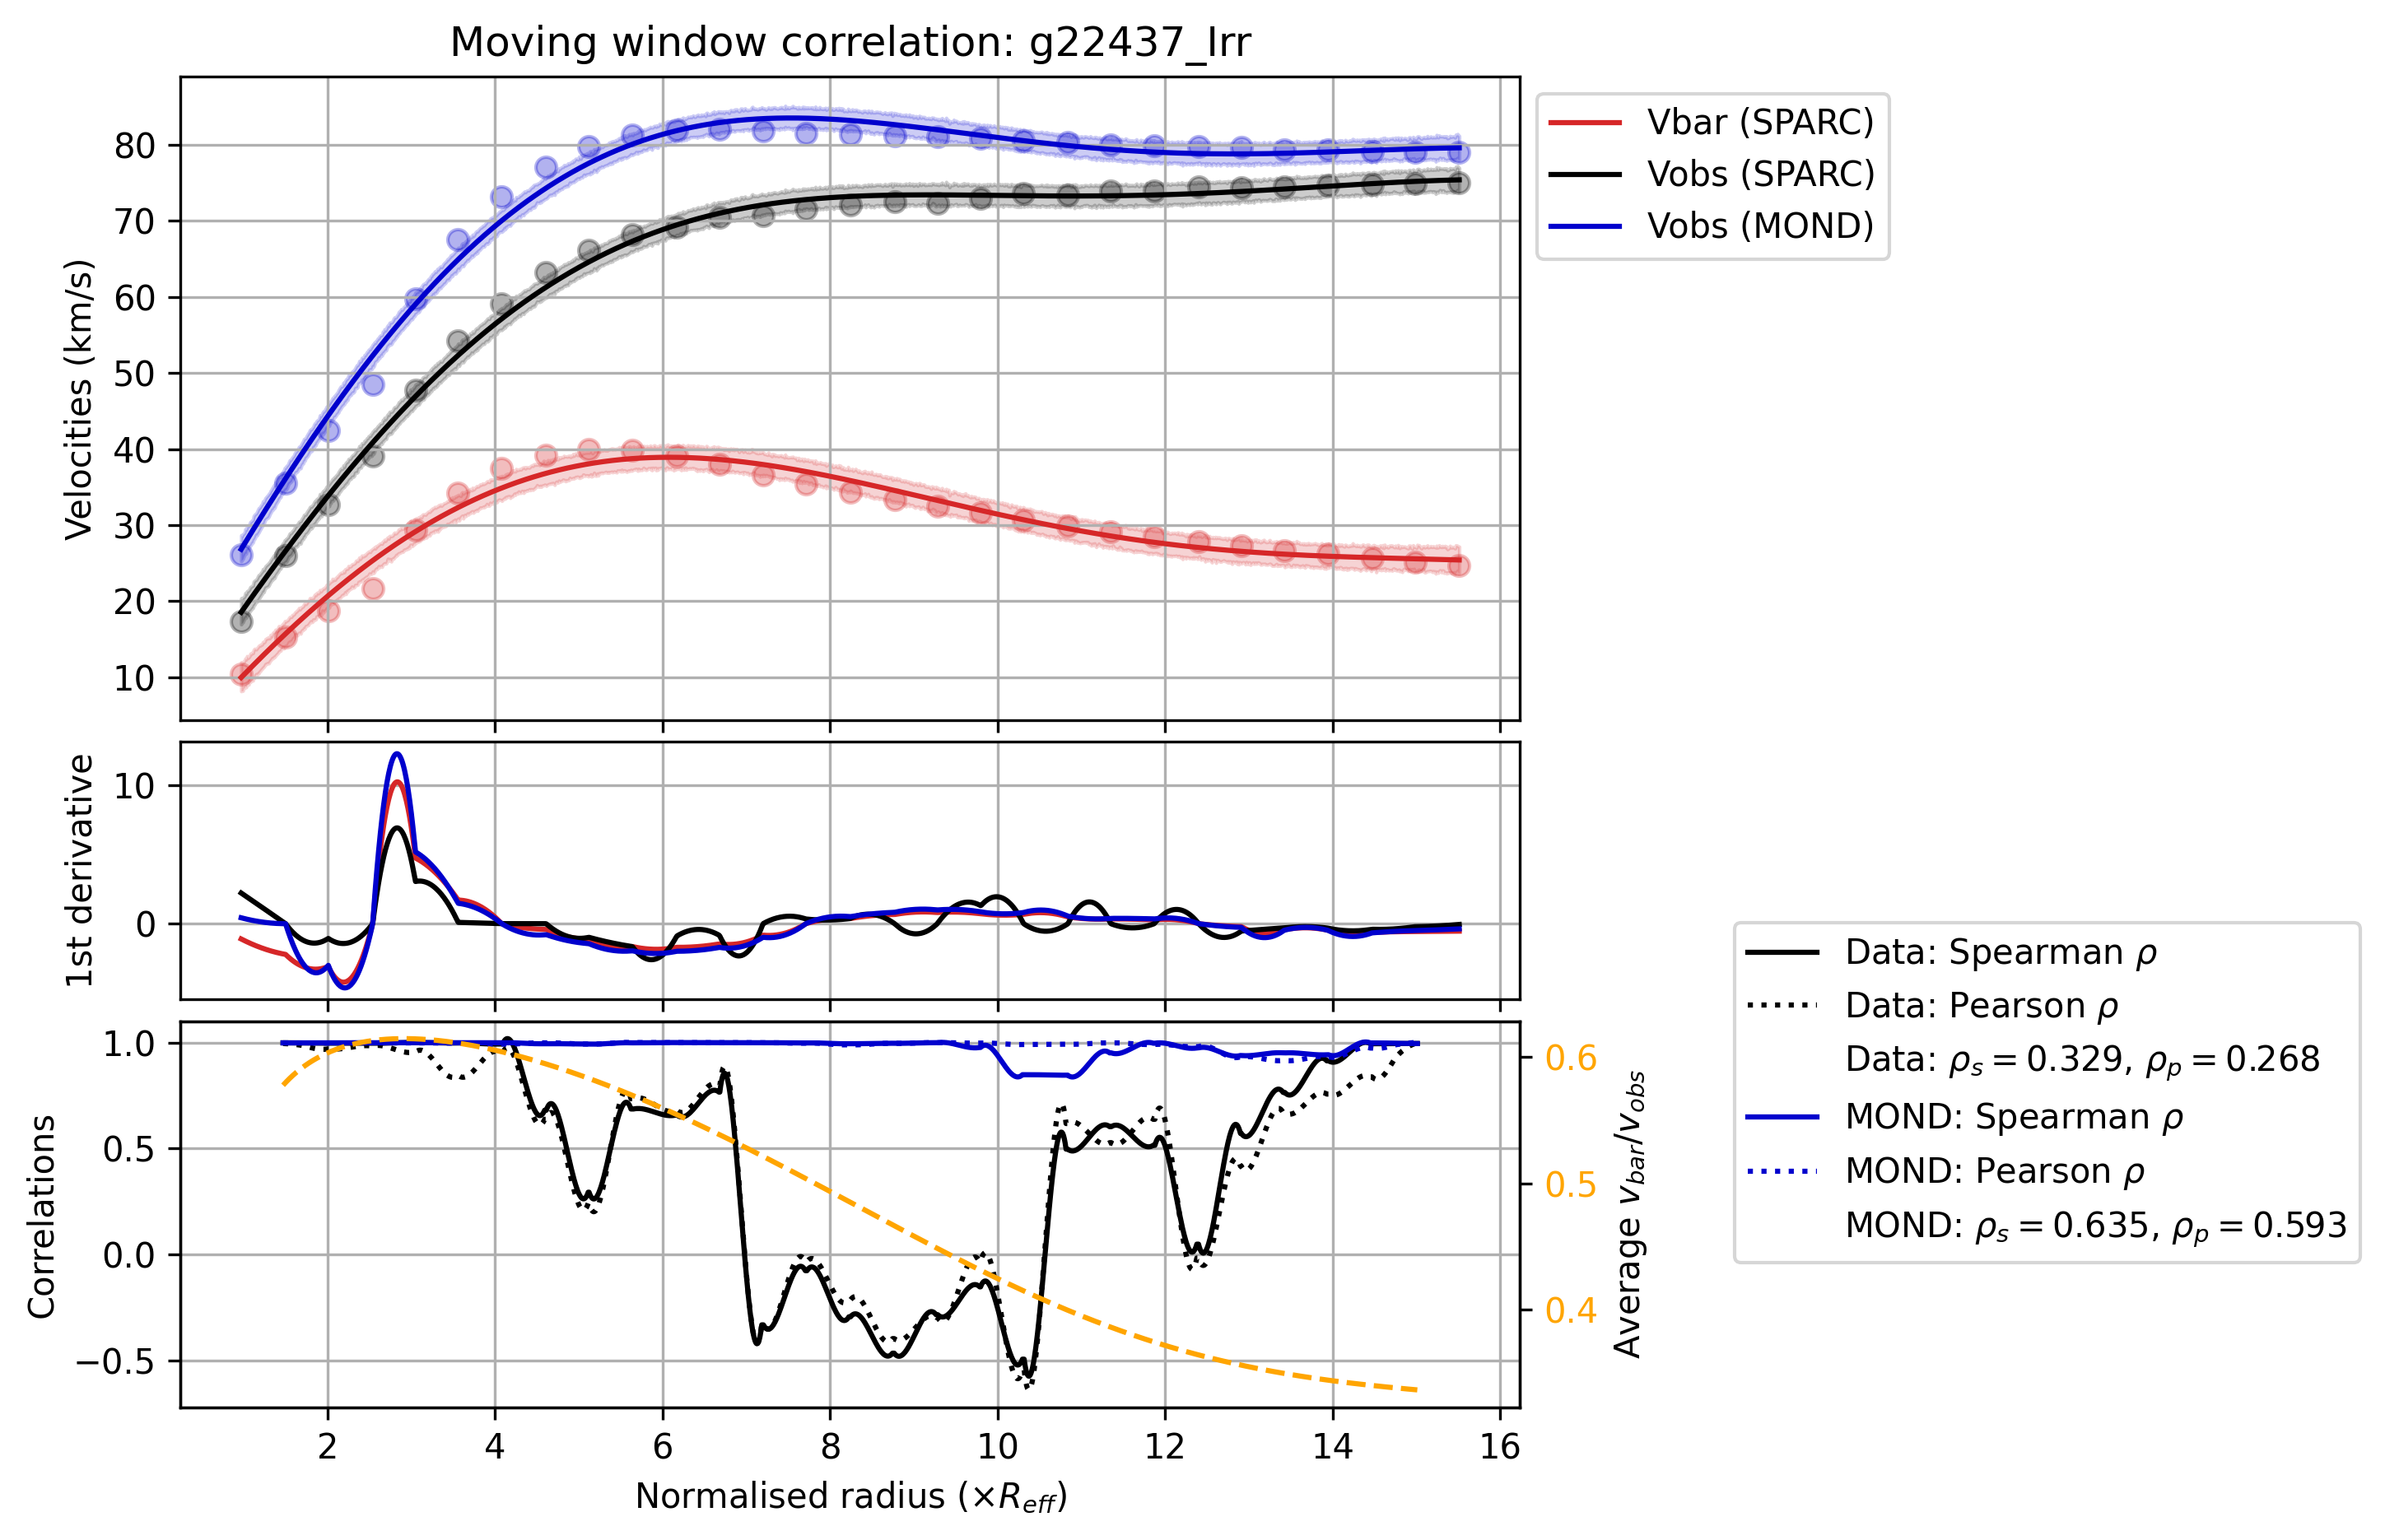 Moving window correlation: g22437_Irr
Velocities (km/s)
80
70
60
50
40
30
20
10
Vbar (SPARC)
Vobs (SPARC)
Vobs (MOND)
1st derivative
10
0
Correlations
1.0
0.5
0.0
−0.5
0.6
0.5
0.4
Average v_bar/v_obs
2 4 6 8 10 12 14 16
Normalised radius (×R_eff)
Data: Spearman ρ
Data: Pearson ρ
Data: ρ_s = 0.329, ρ_p = 0.268
MOND: Spearman ρ
MOND: Pearson ρ
MOND: ρ_s = 0.635, ρ_p = 0.593